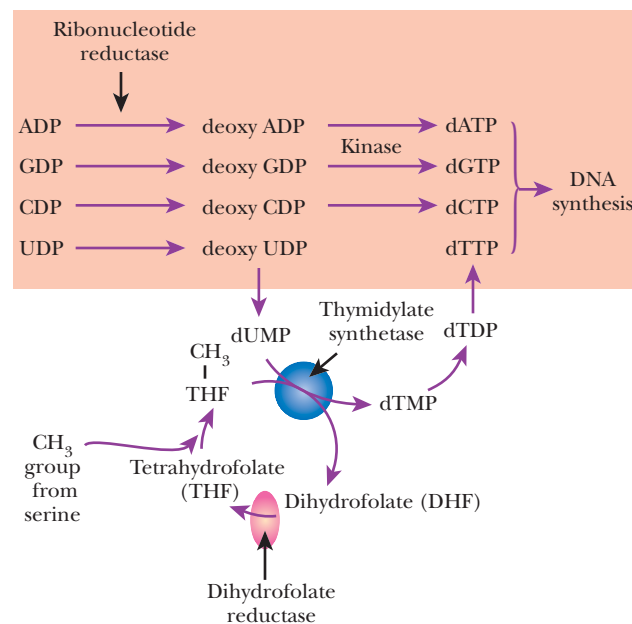 Ribonucleotide
reductase
ADP deoxy ADP dATP
Kinase
GDP deoxy GDP dGTP
DNA
synthesis
CDP deoxy CDP dCTP
UDP deoxy UDP dTTP
Thymidylate
synthetase
dUMP
dTDP
CH₃
THF
dTMP
CH₃
group
from
serine
Tetrahydrofolate
(THF)
Dihydrofolate (DHF)
Dihydrofolate
reductase